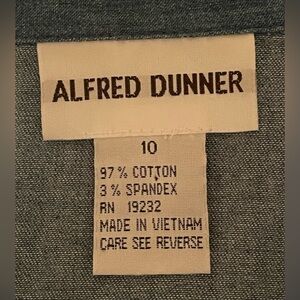 ALFRED DUNNER
10
97% COTTON
3% SPANDEX
RN 19232
MADE IN VIETNAM
CARE SEE REVERSE